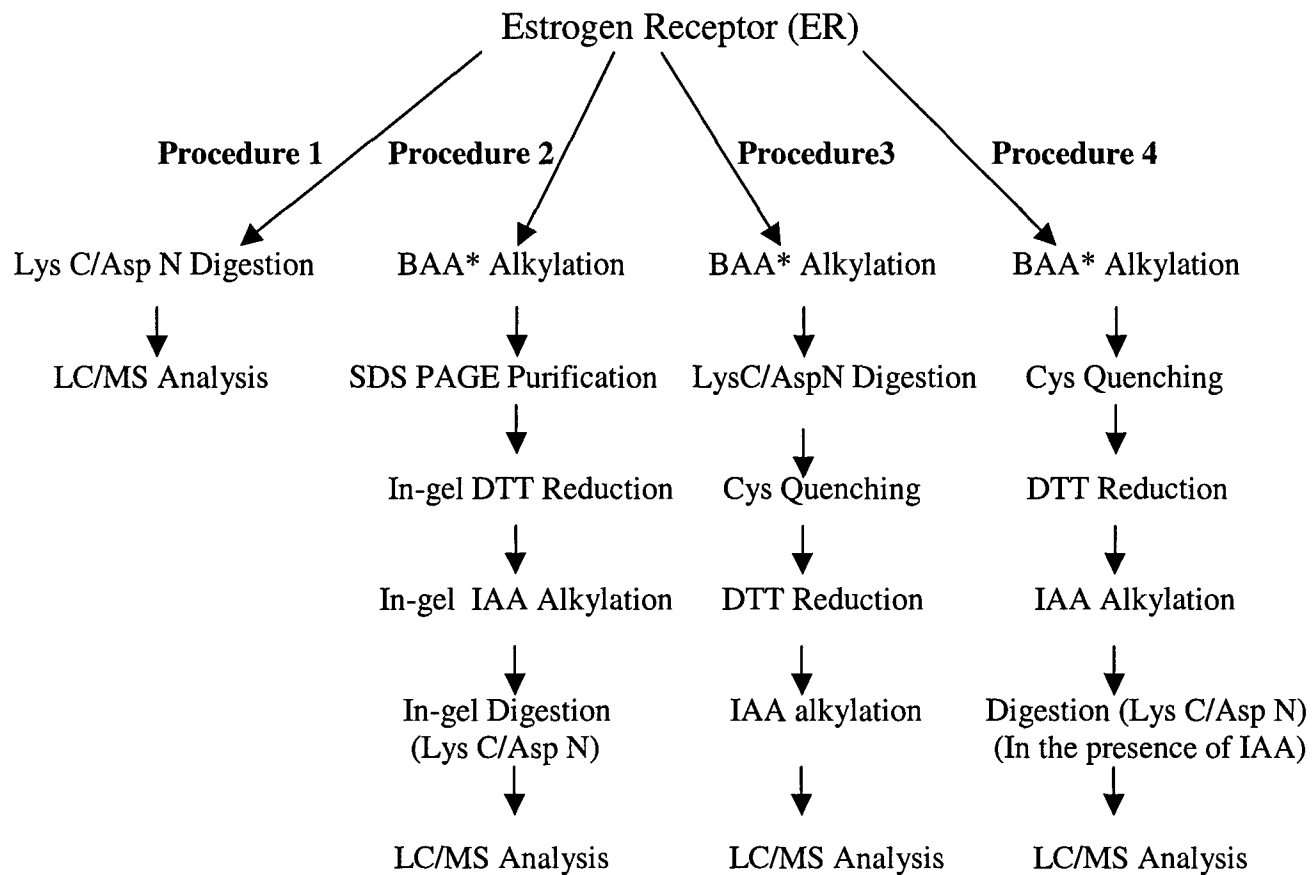 Estrogen Receptor (ER)
Procedure 1
Procedure 2
Procedure3
Procedure 4
Lys C/Asp N Digestion
BAA* Alkylation
BAA* Alkylation
BAA* Alkylation
LC/MS Analysis
SDS PAGE Purification
LysC/AspN Digestion
Cys Quenching
In-gel DTT Reduction
Cys Quenching
DTT Reduction
In-gel IAA Alkylation
DTT Reduction
IAA Alkylation
In-gel Digestion
(Lys C/Asp N)
IAA alkylation
Digestion (Lys C/Asp N)
(In the presence of IAA)
LC/MS Analysis
LC/MS Analysis
LC/MS Analysis